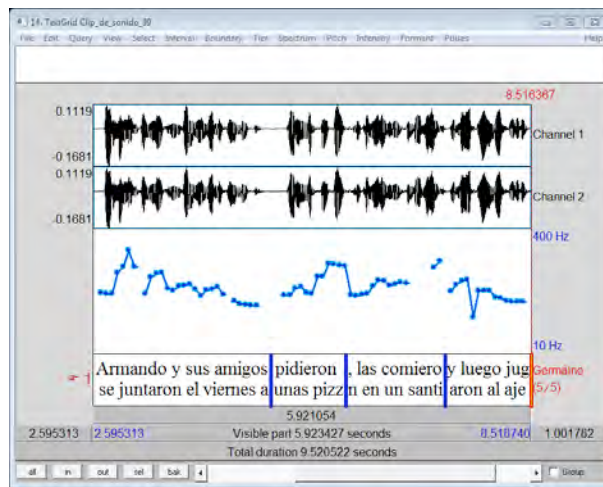 14. TextGrid Clip_de_sonido_80
File Edit Query View Select Interval Boundary Tier Spectrum Pitch Intensity Formant Pulses Help
8.516367
0.1119
-0.1681
Channel 1
0.1119
-0.1681
Channel 2
400 Hz
10 Hz
Armando y sus amigos pidieron , las comiero y luego jug
se juntaron el viernes a unas pizz n en un santi aron al aje
1
Germaine
(5/5)
5.921054
2.595313 2.595313 Visible part 5.923427 seconds 8.518740 1.001782
Total duration 9.520522 seconds
all in out sel bak Group